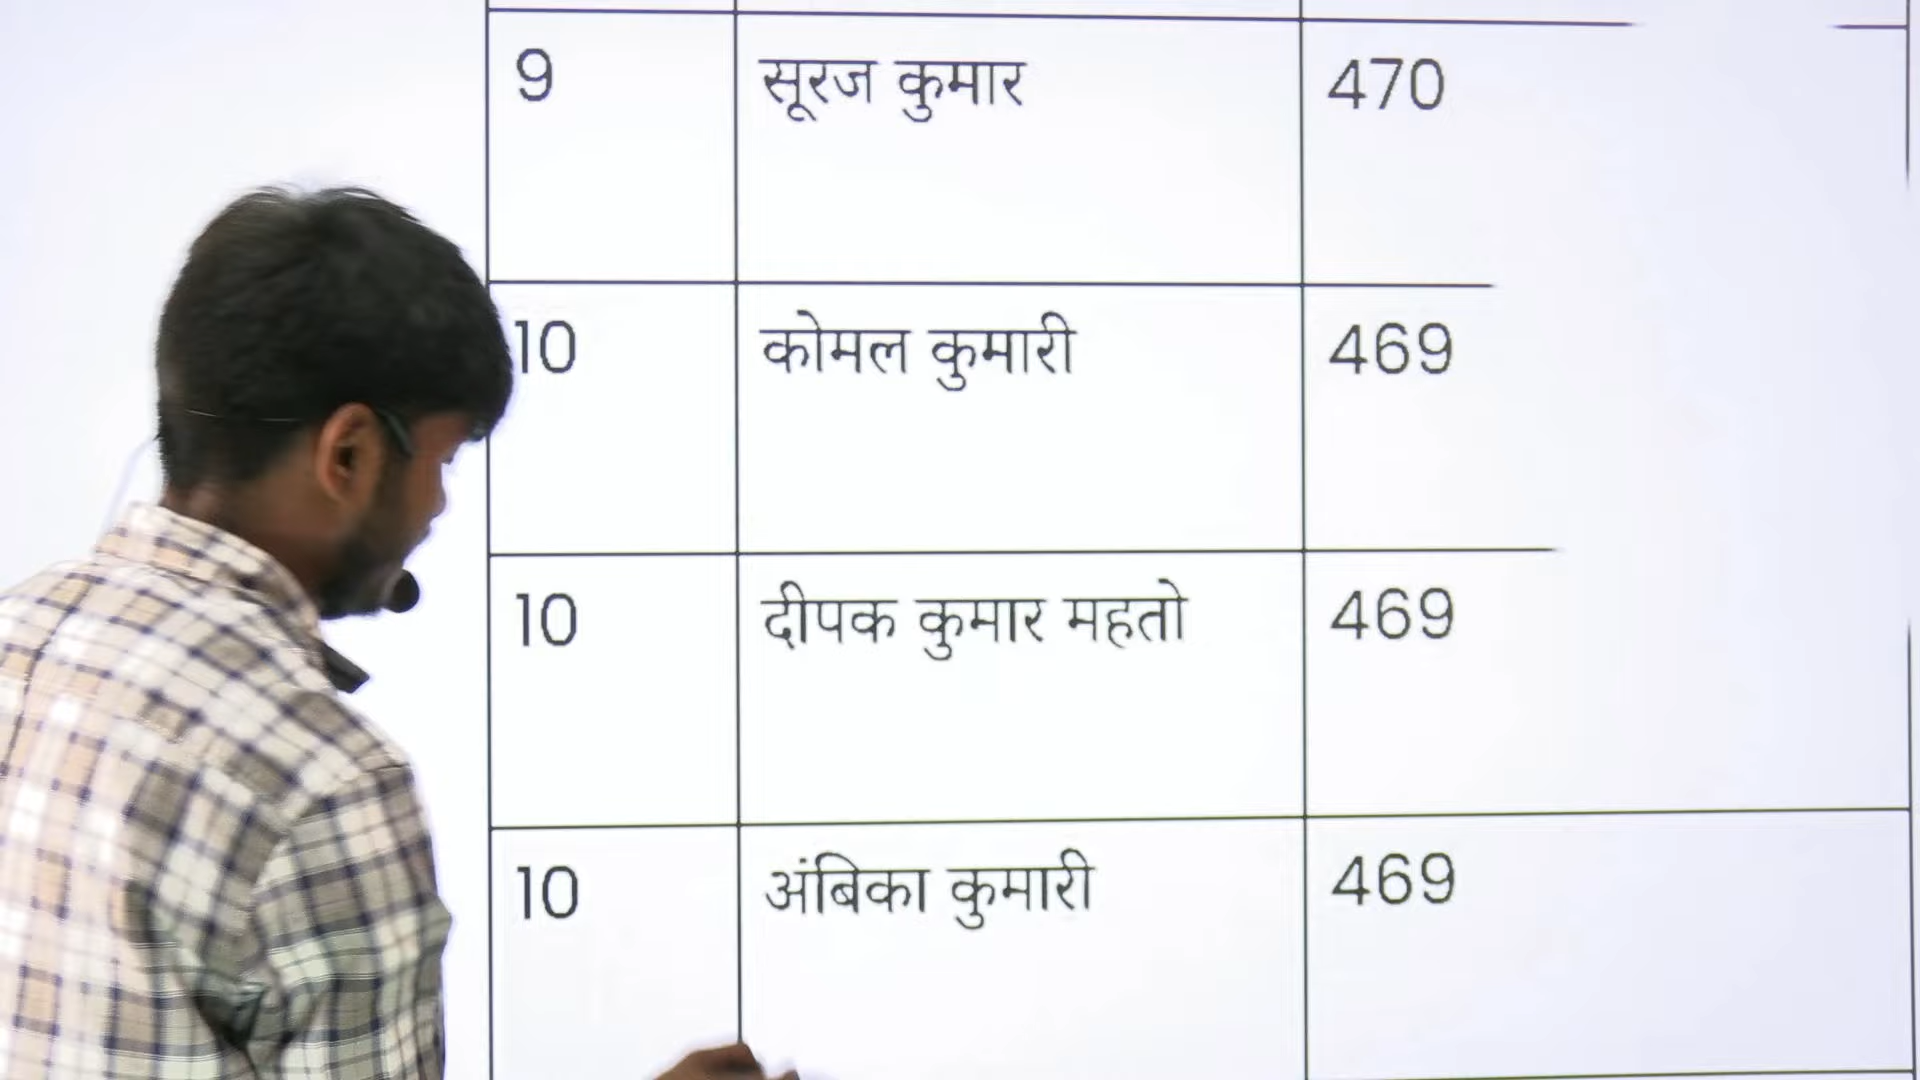 9 सूरज कुमार 470
10 कोमल कुमारी 469
10 दीपक कुमार महतो 469
10 अंबिका कुमारी 469